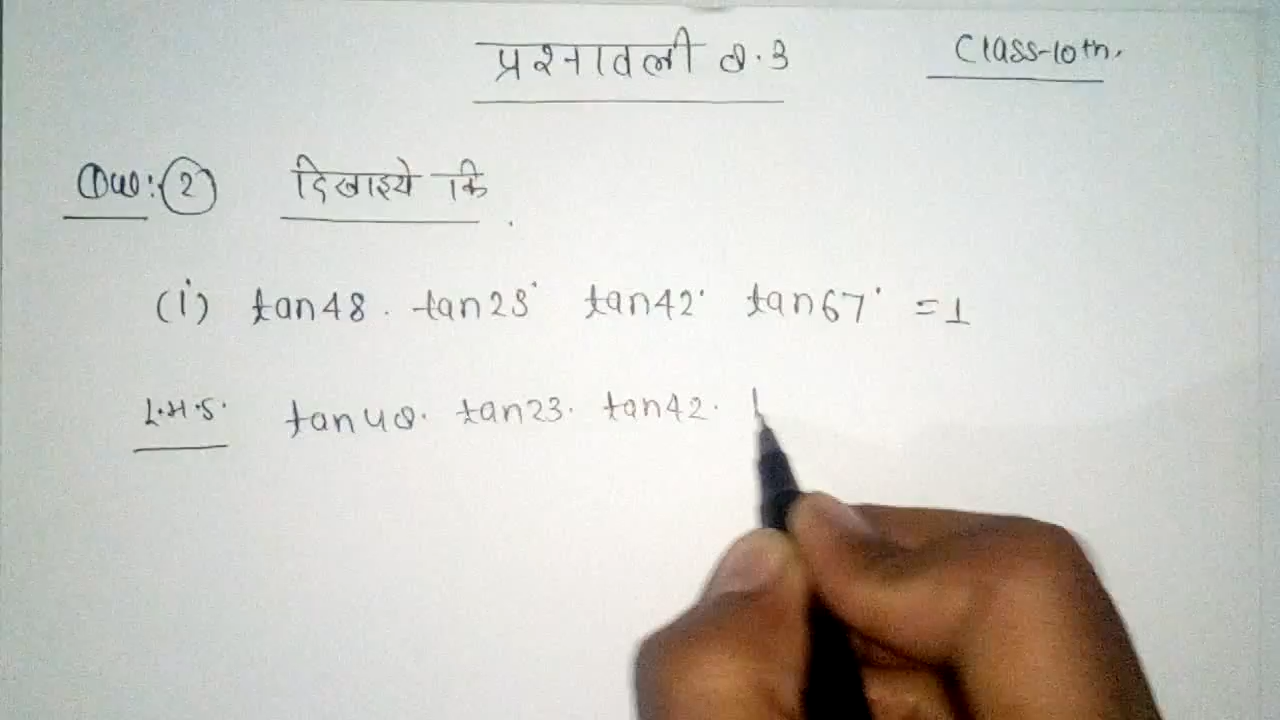 प्रश्नावली 8.3 Class-10th.
Que:- (2) दिखाइये कि
(i) tan48. tan23° tan42° tan67° =1
L.H.S. tan48. tan23. tan42.